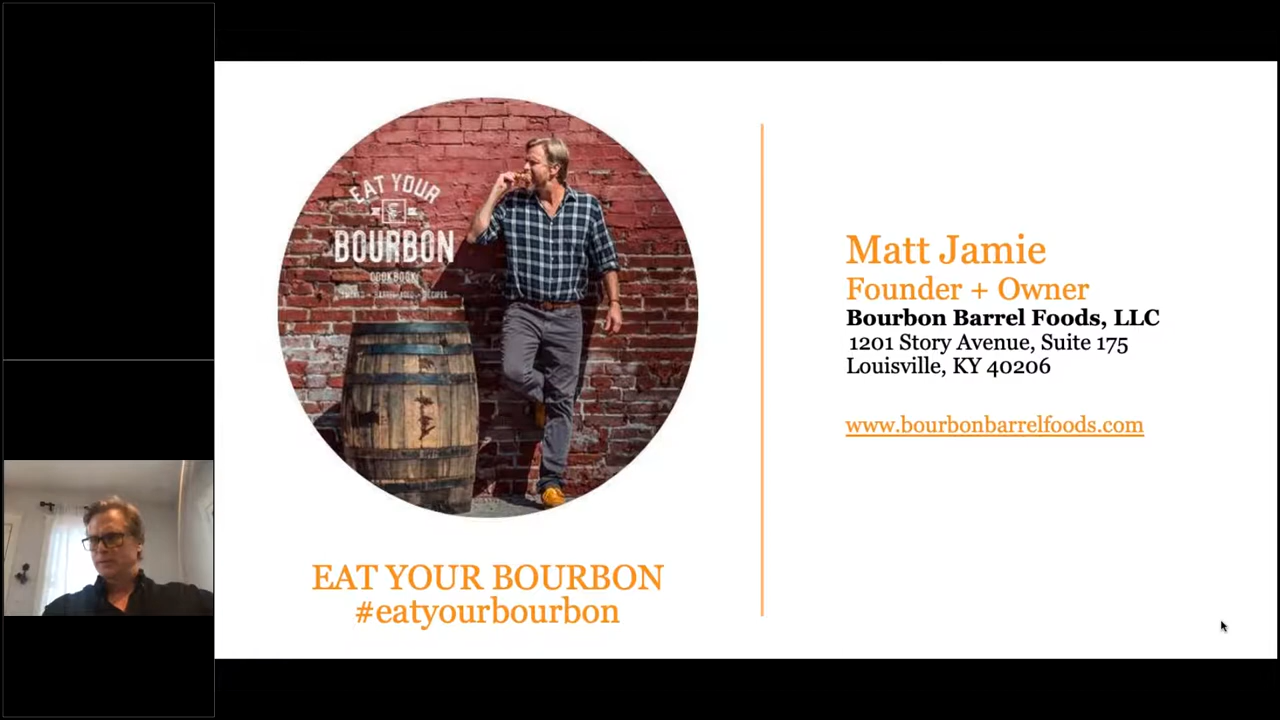 EAT YOUR
BOURBON
COOKBOOK
Matt Jamie
Founder + Owner
Bourbon Barrel Foods, LLC
1201 Story Avenue, Suite 175
Louisville, KY 40206
www.bourbonbarrelfoods.com
EAT YOUR BOURBON
#eatyourbourbon